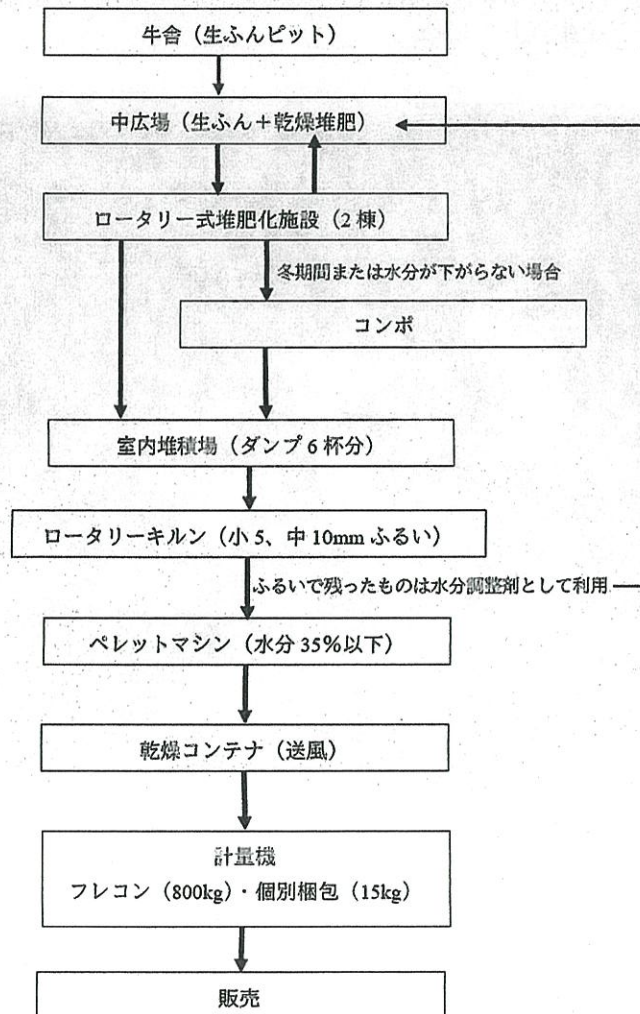 牛舎（生ふんピット）
中広場（生ふん＋乾燥堆肥）
ロータリー式堆肥化施設（2棟）
冬期間または水分が下がらない場合
コンポ
室内堆積場（ダンプ6杯分）
ロータリーキルン（小5、中10mmふるい）
ふるいで残ったものは水分調整剤として利用
ペレットマシン（水分35％以下）
乾燥コンテナ（送風）
計量機
フレコン（800kg）・個別梱包（15kg）
販売